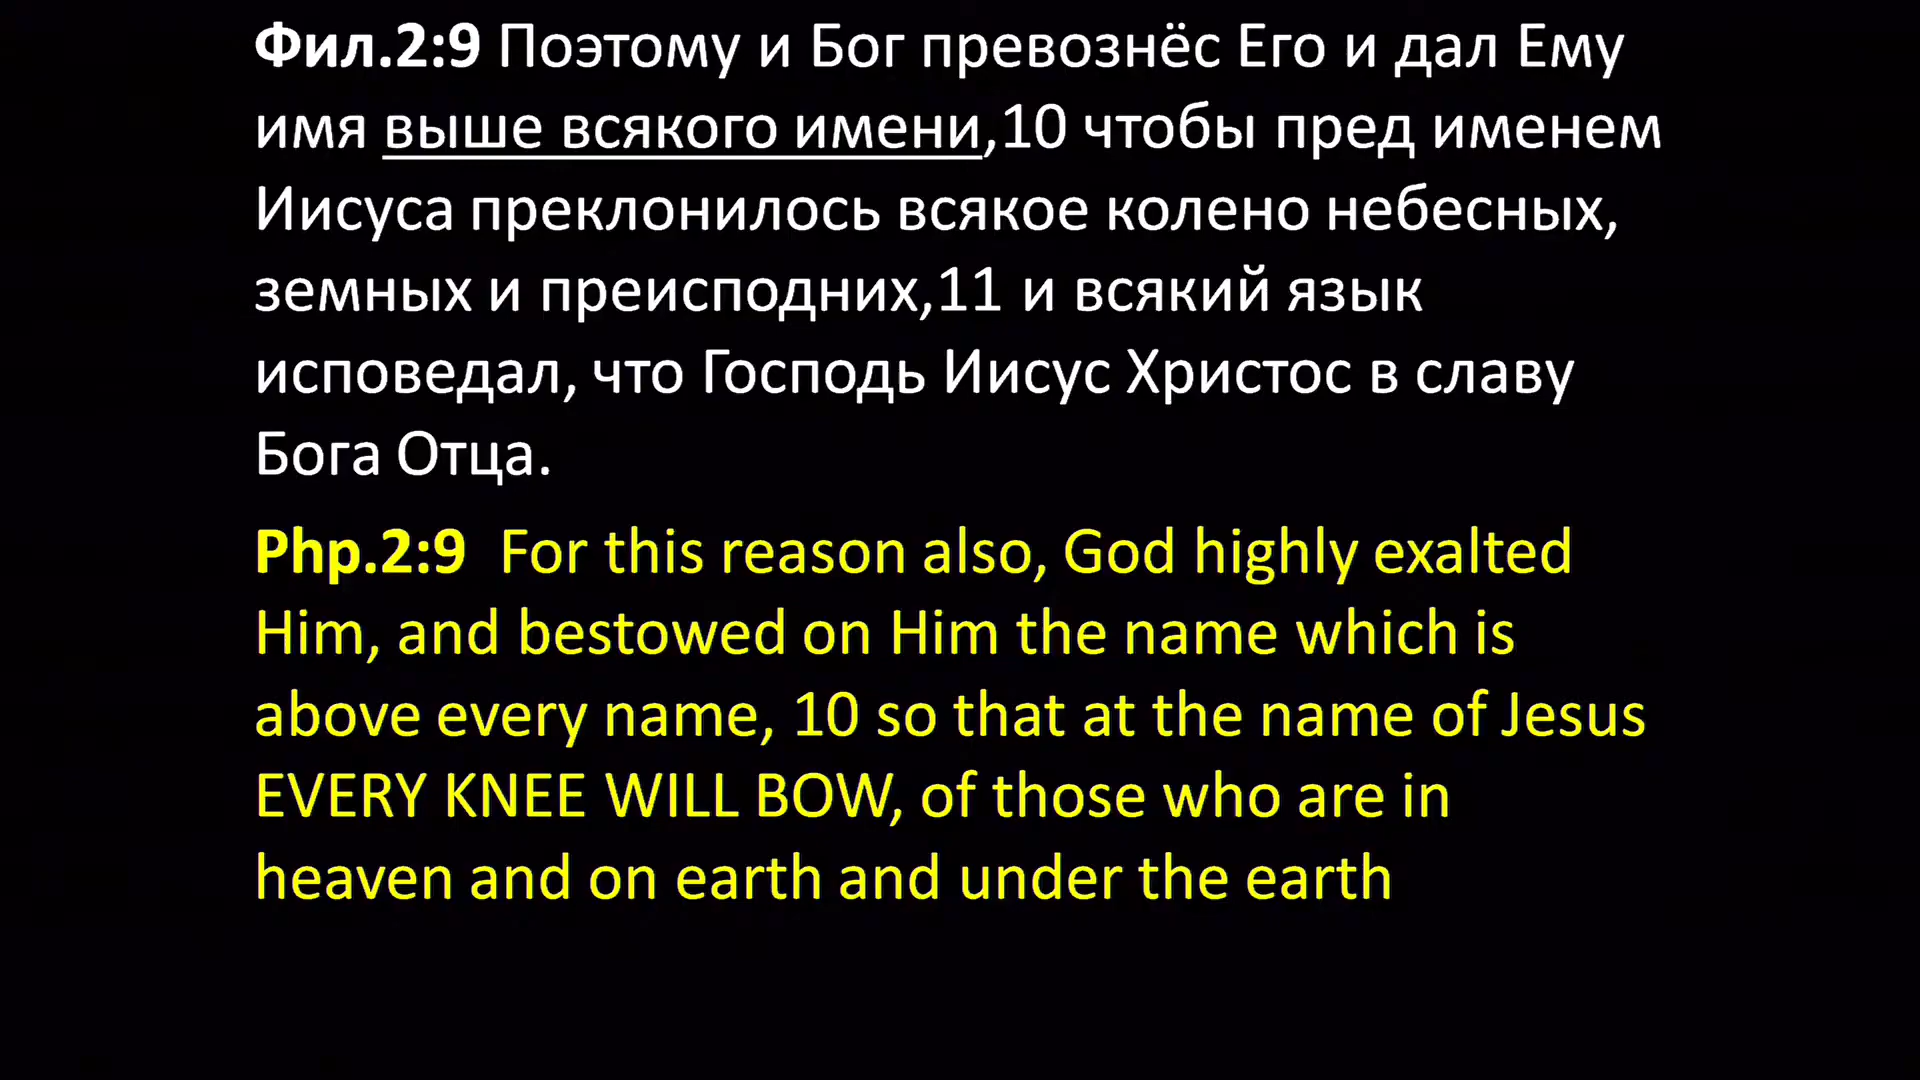 Фил.2:9 Поэтому и Бог превознёс Его и дал Ему
имя выше всякого имени,10 чтобы пред именем
Иисуса преклонилось всякое колено небесных,
земных и преисподних,11 и всякий язык
исповедал, что Господь Иисус Христос в славу
Бога Отца.
Php.2:9 For this reason also, God highly exalted
Him, and bestowed on Him the name which is
above every name, 10 so that at the name of Jesus
EVERY KNEE WILL BOW, of those who are in
heaven and on earth and under the earth